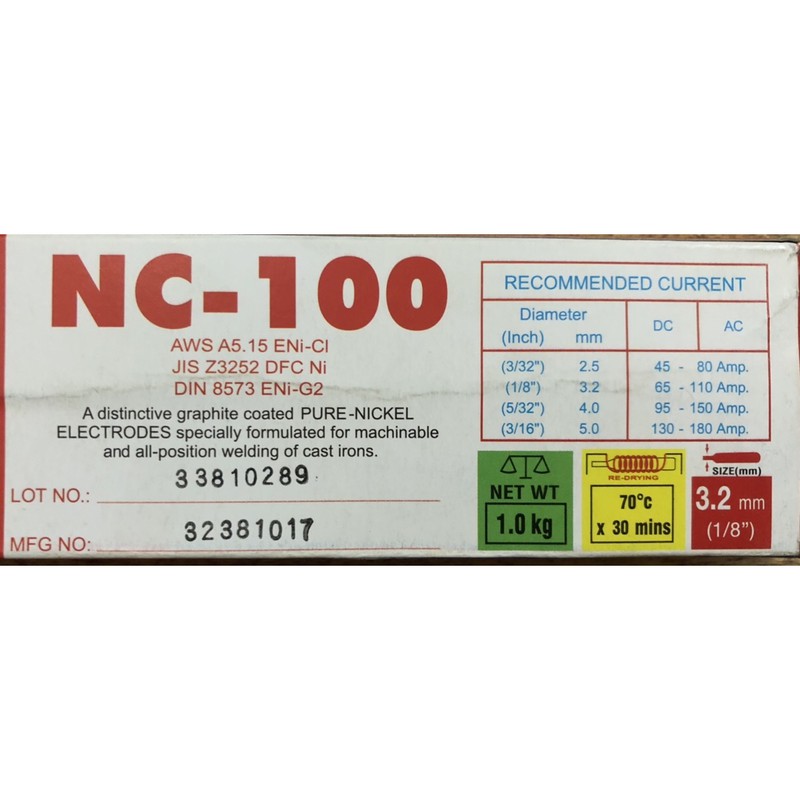 NC-100
AWS A5.15 ENi-Cl
JIS Z3252 DFC Ni
DIN 8573 ENi-G2
A distinctive graphite coated PURE-NICKEL
ELECTRODES specially formulated for machinable
and all-position welding of cast irons.
LOT NO.: 33810289
MFG NO: 32381017
RECOMMENDED CURRENT
Diameter
(Inch) mm DC AC
(3/32") 2.5 45 - 80 Amp.
(1/8") 3.2 65 - 110 Amp.
(5/32") 4.0 95 - 150 Amp.
(3/16") 5.0 130 - 180 Amp.
NET WT
1.0 kg
RE-DRYING
70°c
x 30 mins
SIZE(mm)
3.2 mm
(1/8")